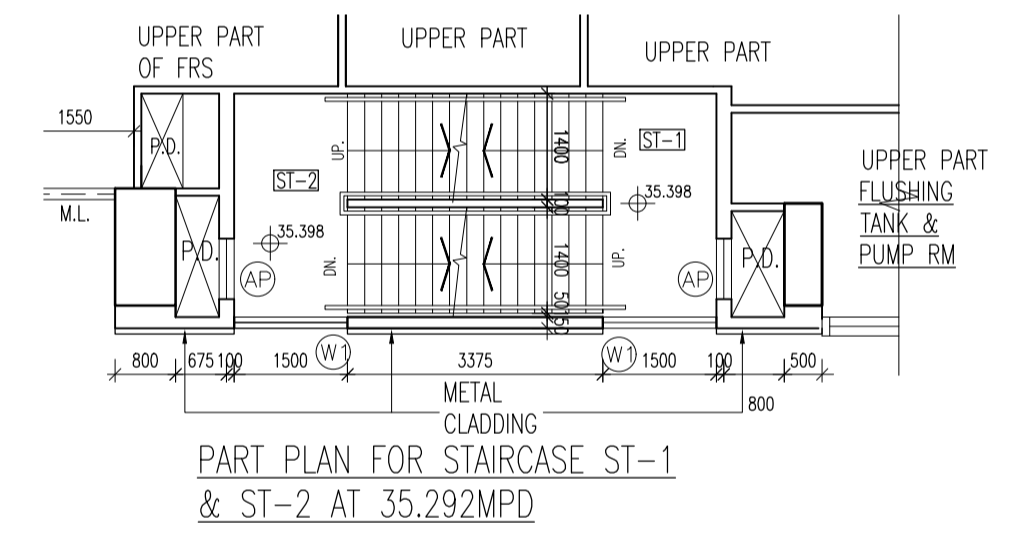 UPPER PART
OF FRS
UPPER PART
UPPER PART
1550
P.D.
M.L.
P.D.
ST-2
35.398
AP
UP.
DN.
1400
100
1400
50
150
DN.
UP.
ST-1
35.398
AP
P.D.
UPPER PART
FLUSHING
TANK &
PUMP RM
800
675
100
1500
W1
3375
W1
1500
100
800
500
METAL
CLADDING
PART PLAN FOR STAIRCASE ST-1
& ST-2 AT 35.292MPD